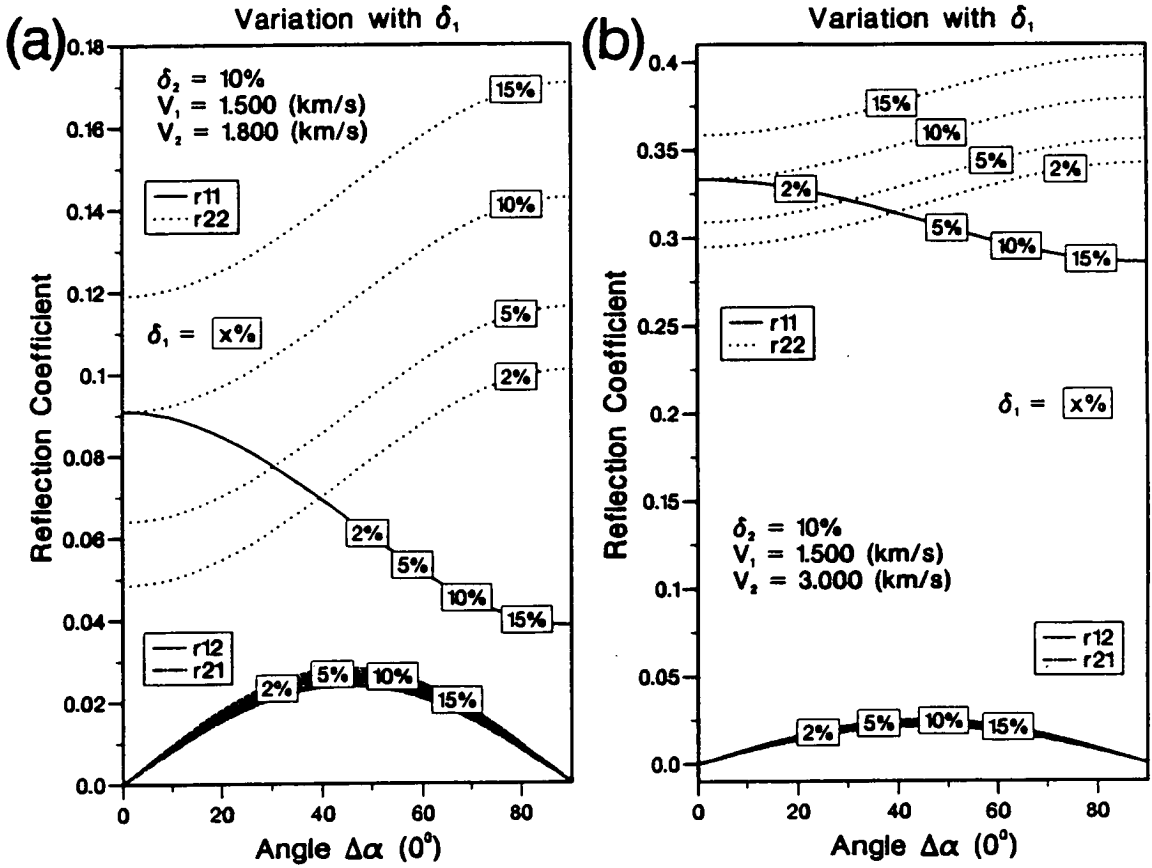 (a)
Variation with δ₁
0.18
0.16
0.14
0.12
0.1
0.08
0.06
0.04
0.02
0.0
Reflection Coefficient
δ₂ = 10%
V₁ = 1.500 (km/s)
V₂ = 1.800 (km/s)
r11
r22
δ₁ = x%
15%
10%
5%
2%
2%
5%
10%
15%
r12
r21
2%
5%
10%
15%
0
20
40
60
80
Angle Δα (0⁰)
(b)
Variation with δ₁
0.4
0.35
0.3
0.25
0.2
0.15
0.1
0.05
0.0
Reflection Coefficient
15%
10%
5%
2%
2%
5%
10%
15%
r11
r22
δ₁ = x%
δ₂ = 10%
V₁ = 1.500 (km/s)
V₂ = 3.000 (km/s)
r12
r21
2%
5%
10%
15%
0
20
40
60
80
Angle Δα (0⁰)